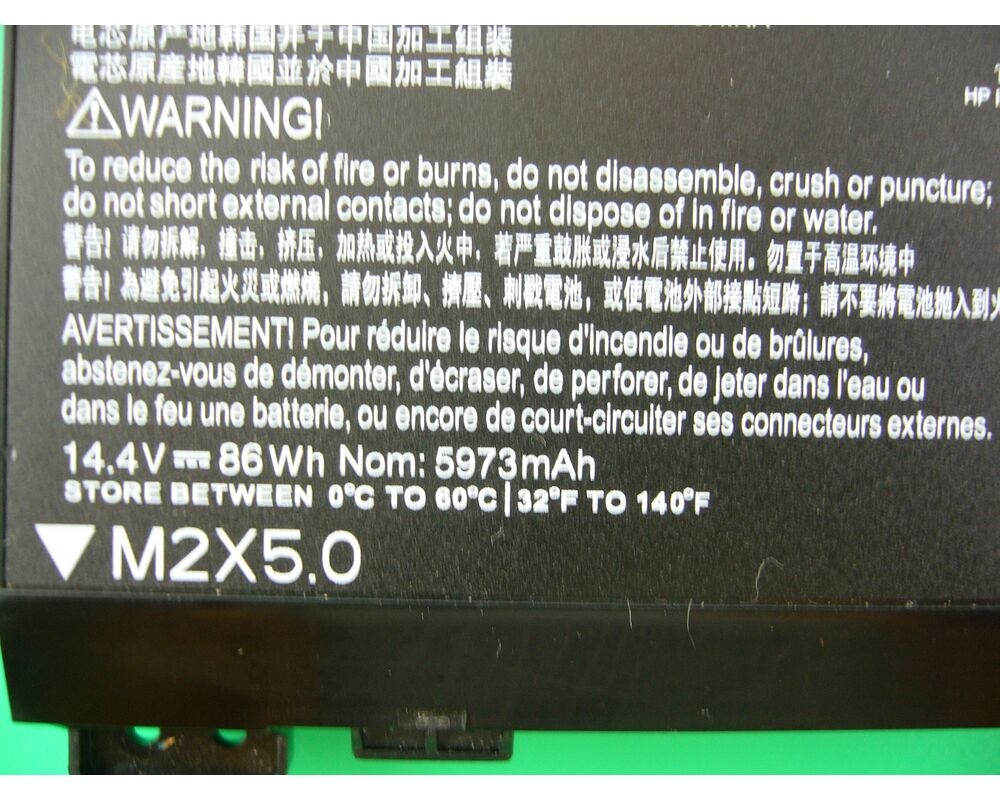 电芯原产地韩国并于中国加工组装
電芯原產地韓國並於中國加工組裝
HP
⚠WARNING!
To reduce the risk of fire or burns, do not disassemble, crush or puncture;
do not short external contacts; do not dispose of in fire or water.
警告! 请勿拆解, 撞击, 挤压, 加热或投入火中, 若严重鼓胀或浸水后禁止使用。勿置于高温环境中
警告! 為避免引起火災或燃燒, 請勿拆卸、擠壓、刺戳電池, 或使電池外部接點短路; 請不要將電池拋入到火
AVERTISSEMENT! Pour réduire le risque d'incendie ou de brûlures,
abstenez-vous de démonter, d'écraser, de perforer, de jeter dans l'eau ou
dans le feu une batterie, ou encore de court-circuiter ses connecteurs externes.
14.4V ⎓ 86Wh Nom: 5973mAh
STORE BETWEEN 0°C TO 60°C|32°F TO 140°F
▼ M2X5.0